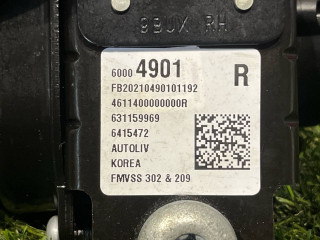 9BUX RH
6000 4901 R
FB20210490101192
4611400000000R
631159969
6415472
AUTOLIV
KOREA
FMVSS 302 & 209